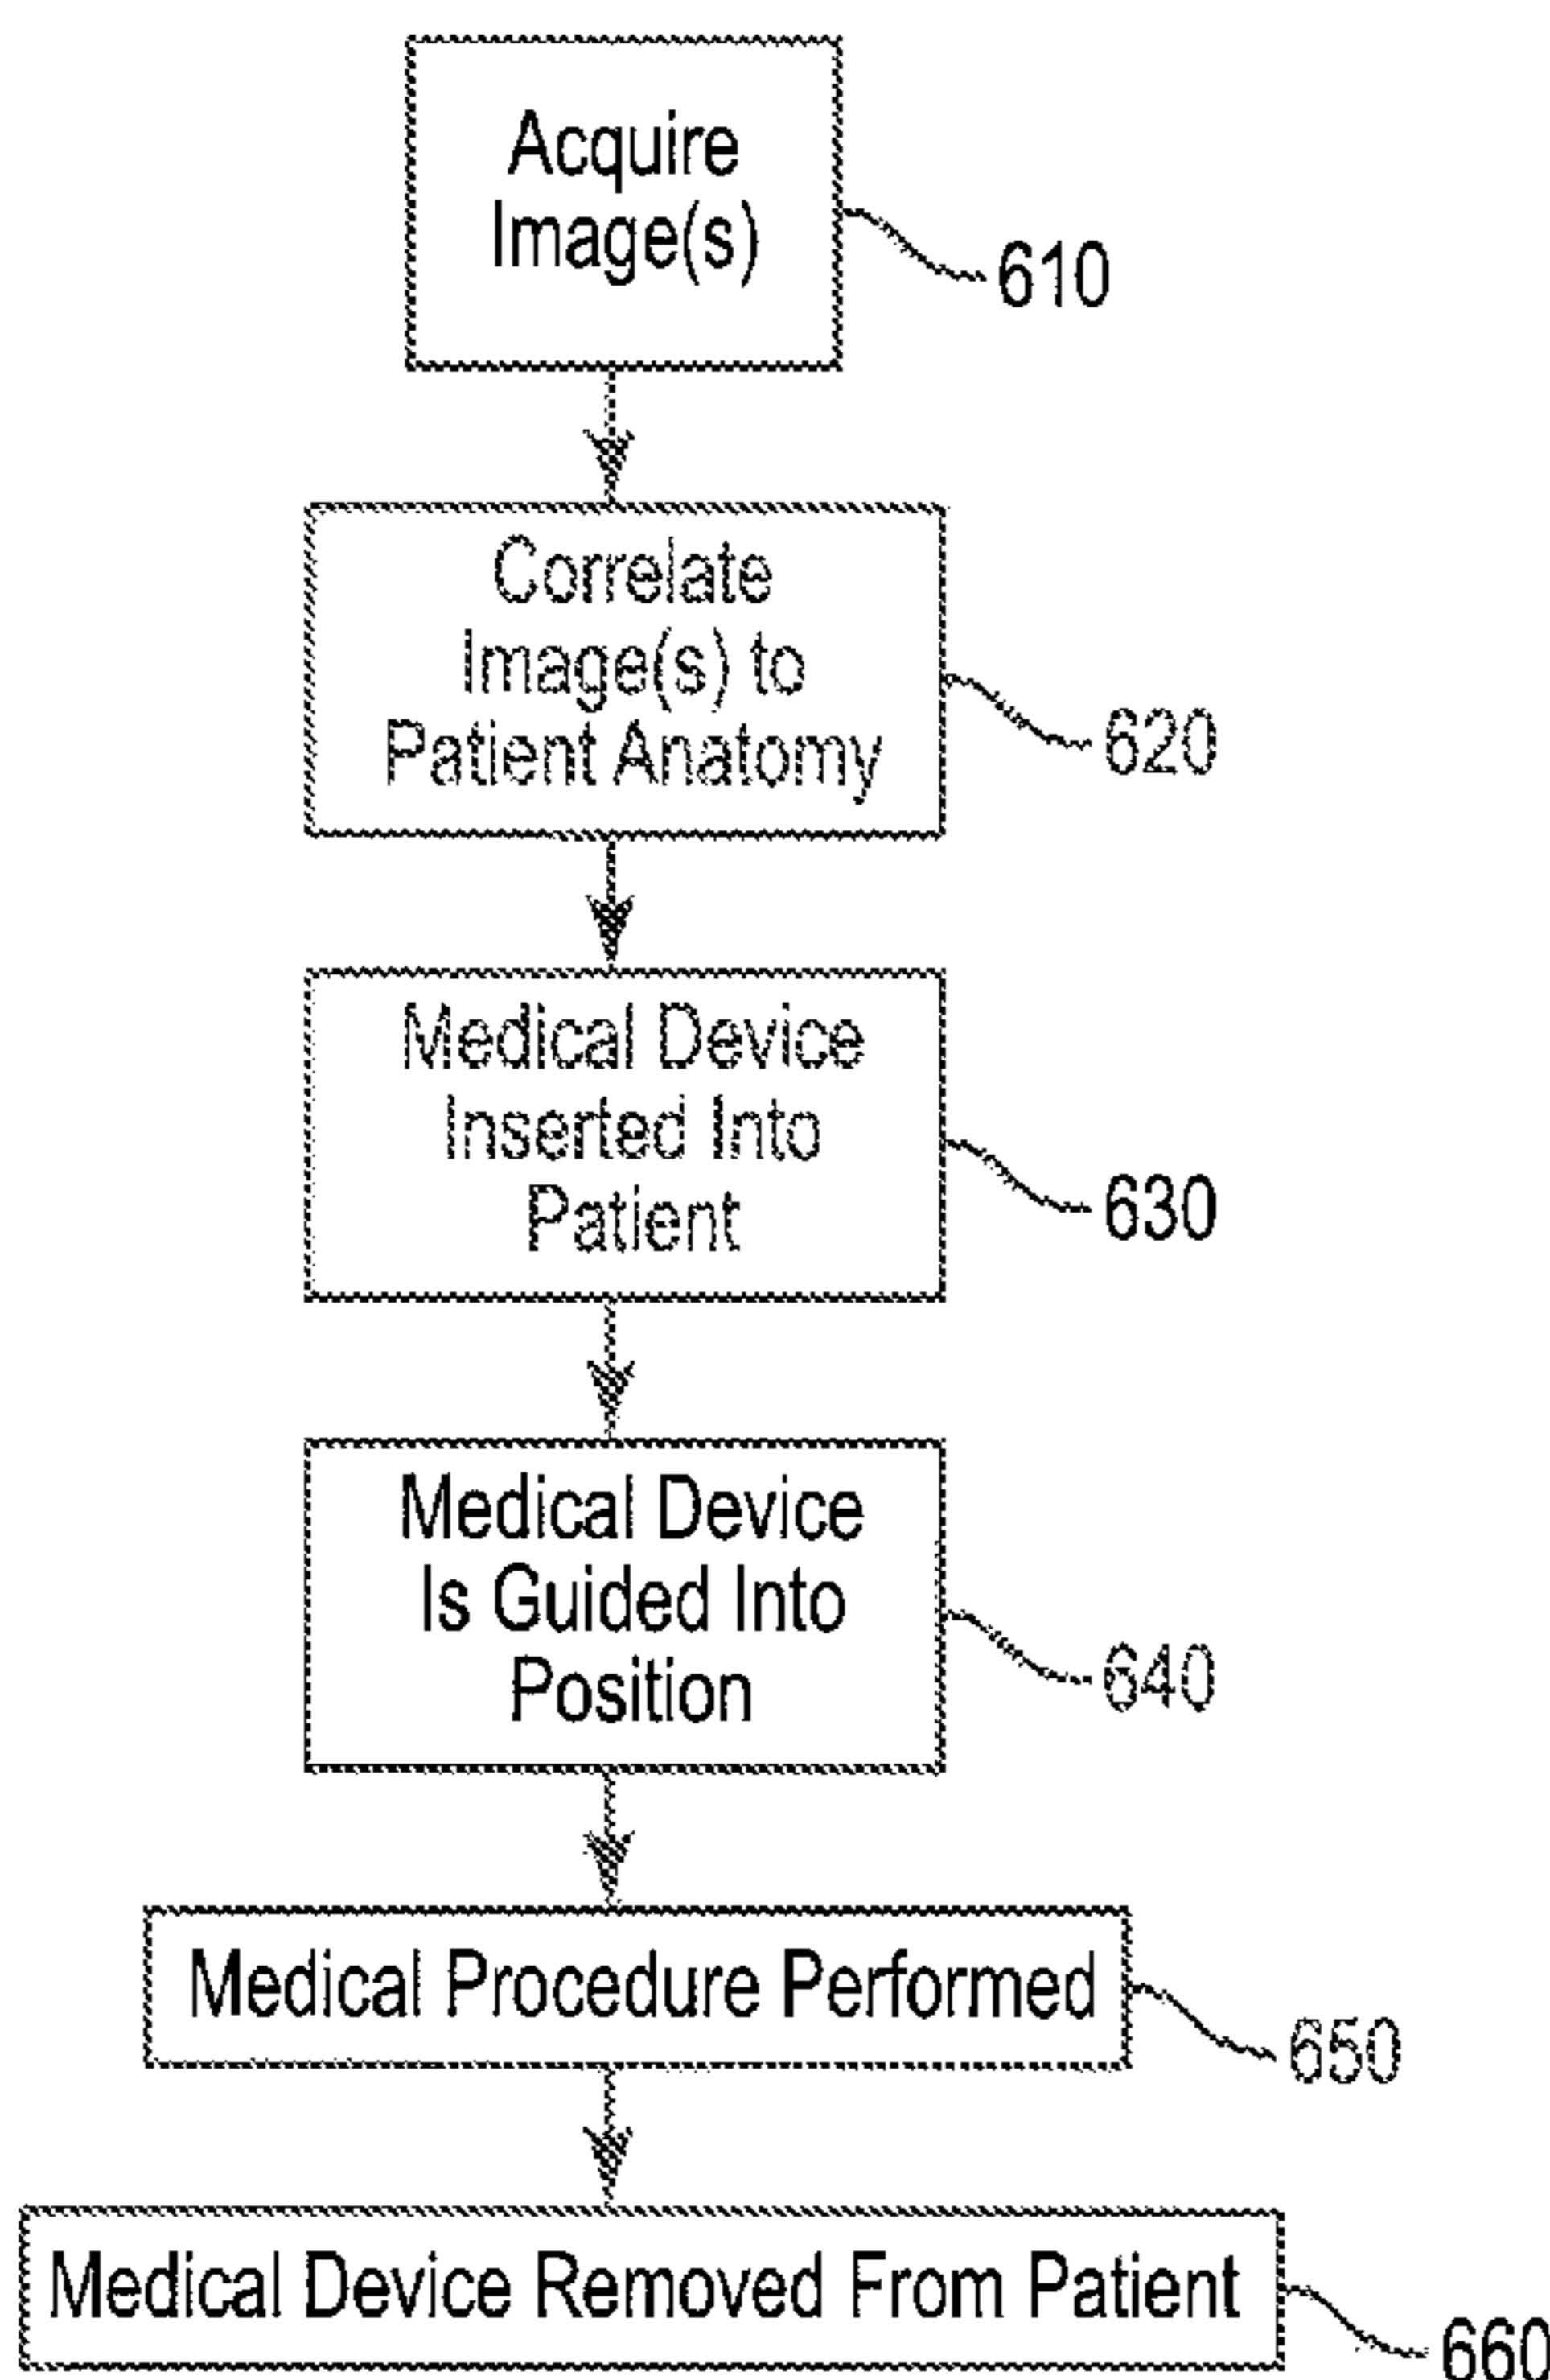 Acquire
Image(s)
610
Correlate
Image(s) to
Patient Anatomy
620
Medical Device
Inserted Into
Patient
630
Medical Device
Is Guided Into
Position
640
Medical Procedure Performed
650
Medical Device Removed From Patient
660